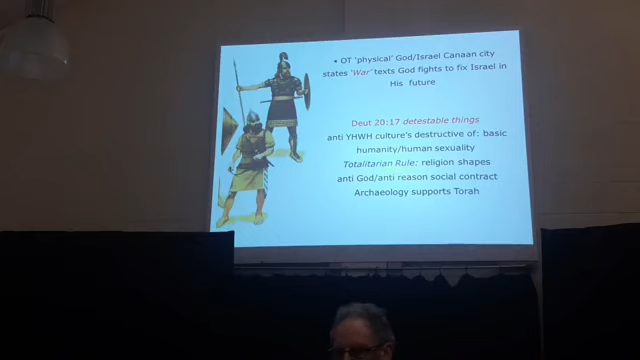 • OT 'physical' God/Israel Canaan city
states 'War' texts God fights to fix Israel in
His future
Deut 20:17 detestable things
anti YHWH culture's destructive of: basic
humanity/human sexuality
Totalitarian Rule: religion shapes
anti God/anti reason social contract
Archaeology supports Torah